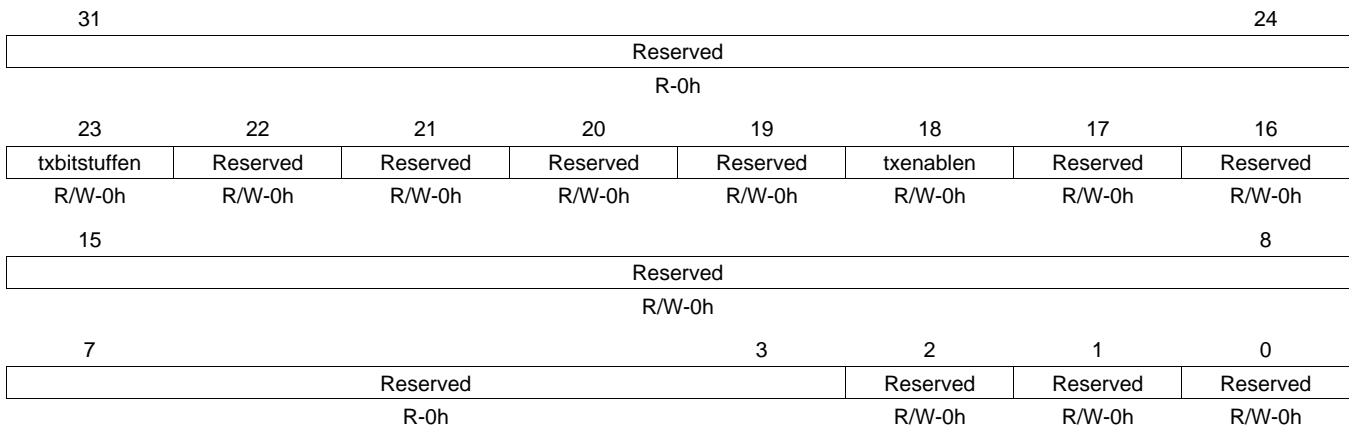 31 24
Reserved
R-0h
23 22 21 20 19 18 17 16
txbitstuffen Reserved Reserved Reserved Reserved txenablen Reserved Reserved
R/W-0h R/W-0h R/W-0h R/W-0h R/W-0h R/W-0h R/W-0h R/W-0h
15 8
Reserved
R/W-0h
7 3 2 1 0
Reserved Reserved Reserved Reserved
R-0h R/W-0h R/W-0h R/W-0h